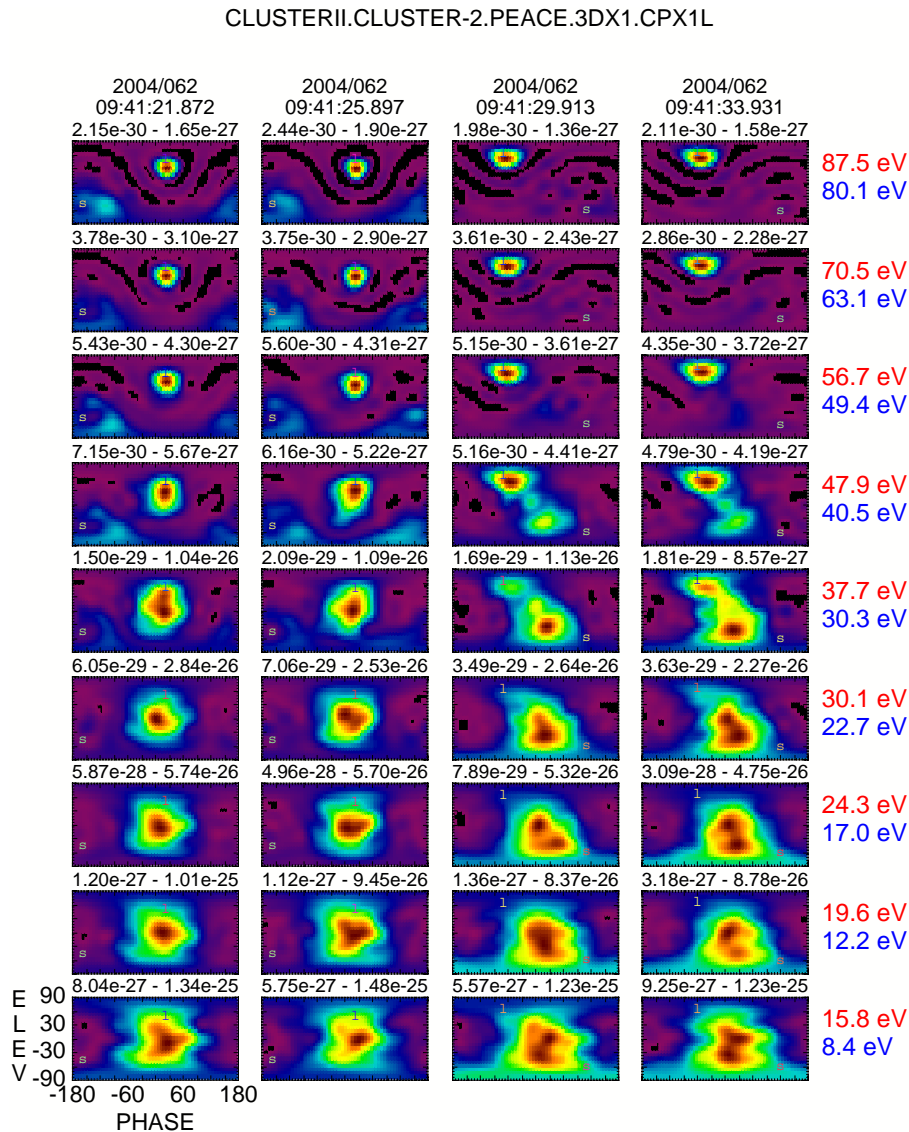 CLUSTERII.CLUSTER-2.PEACE.3DX1.CPX1L
2004/062 2004/062 2004/062 2004/062
09:41:21.872 09:41:25.897 09:41:29.913 09:41:33.931
2.15e-30 - 1.65e-27 2.44e-30 - 1.90e-27 1.98e-30 - 1.36e-27 2.11e-30 - 1.58e-27
87.5 eV
80.1 eV
3.78e-30 - 3.10e-27 3.75e-30 - 2.90e-27 3.61e-30 - 2.43e-27 2.86e-30 - 2.28e-27
70.5 eV
63.1 eV
5.43e-30 - 4.30e-27 5.60e-30 - 4.31e-27 5.15e-30 - 3.61e-27 4.35e-30 - 3.72e-27
56.7 eV
49.4 eV
7.15e-30 - 5.67e-27 6.16e-30 - 5.22e-27 5.16e-30 - 4.41e-27 4.79e-30 - 4.19e-27
47.9 eV
40.5 eV
1.50e-29 - 1.04e-26 2.09e-29 - 1.09e-26 1.69e-29 - 1.13e-26 1.81e-29 - 8.57e-27
37.7 eV
30.3 eV
6.05e-29 - 2.84e-26 7.06e-29 - 2.53e-26 3.49e-29 - 2.64e-26 3.63e-29 - 2.27e-26
30.1 eV
22.7 eV
5.87e-28 - 5.74e-26 4.96e-28 - 5.70e-26 7.89e-29 - 5.32e-26 3.09e-28 - 4.75e-26
24.3 eV
17.0 eV
1.20e-27 - 1.01e-25 1.12e-27 - 9.45e-26 1.36e-27 - 8.37e-26 3.18e-27 - 8.78e-26
19.6 eV
12.2 eV
8.04e-27 - 1.34e-25 5.75e-27 - 1.48e-25 5.57e-27 - 1.23e-25 9.25e-27 - 1.23e-25
15.8 eV
8.4 eV
ELEV
90
30
-30
-90
-180 -60 60 180
PHASE